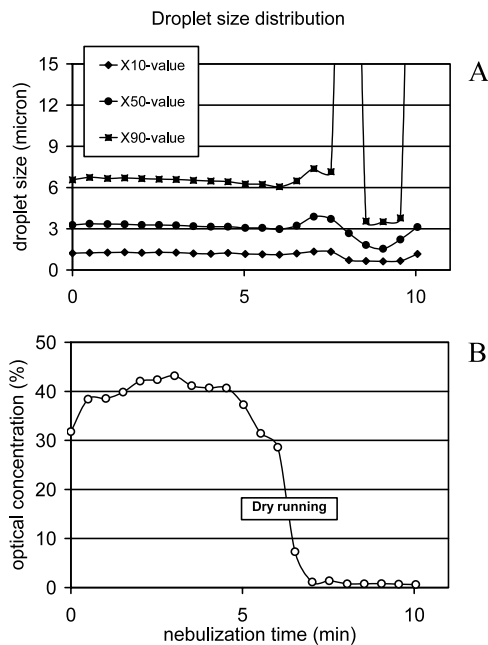 Droplet size distribution
A
droplet size (micron)
15
12
9
6
3
0
X10-value
X50-value
X90-value
0
5
10
B
optical concentration (%)
50
40
30
20
10
0
Dry running
0
5
10
nebulization time (min)